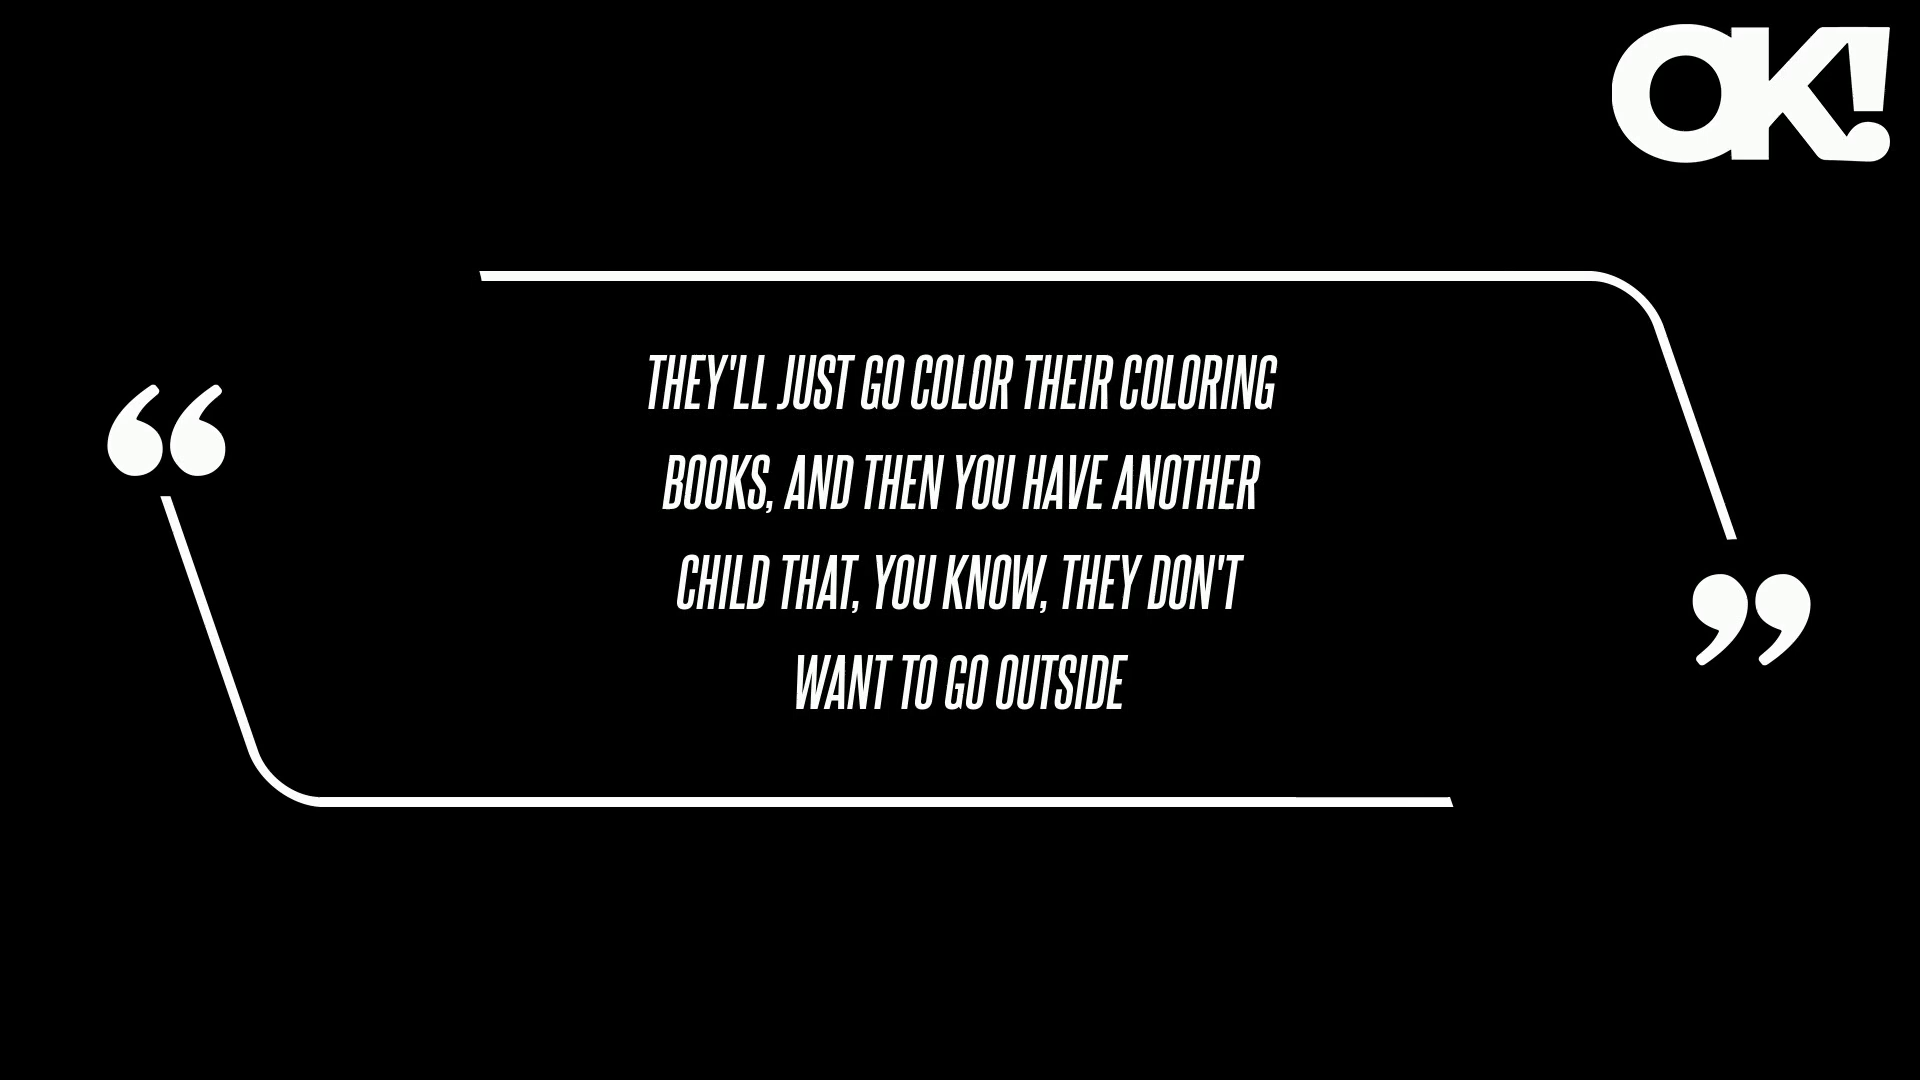 OK!
THEY'LL JUST GO COLOR THEIR COLORING
BOOKS, AND THEN YOU HAVE ANOTHER
CHILD THAT, YOU KNOW, THEY DON'T
WANT TO GO OUTSIDE